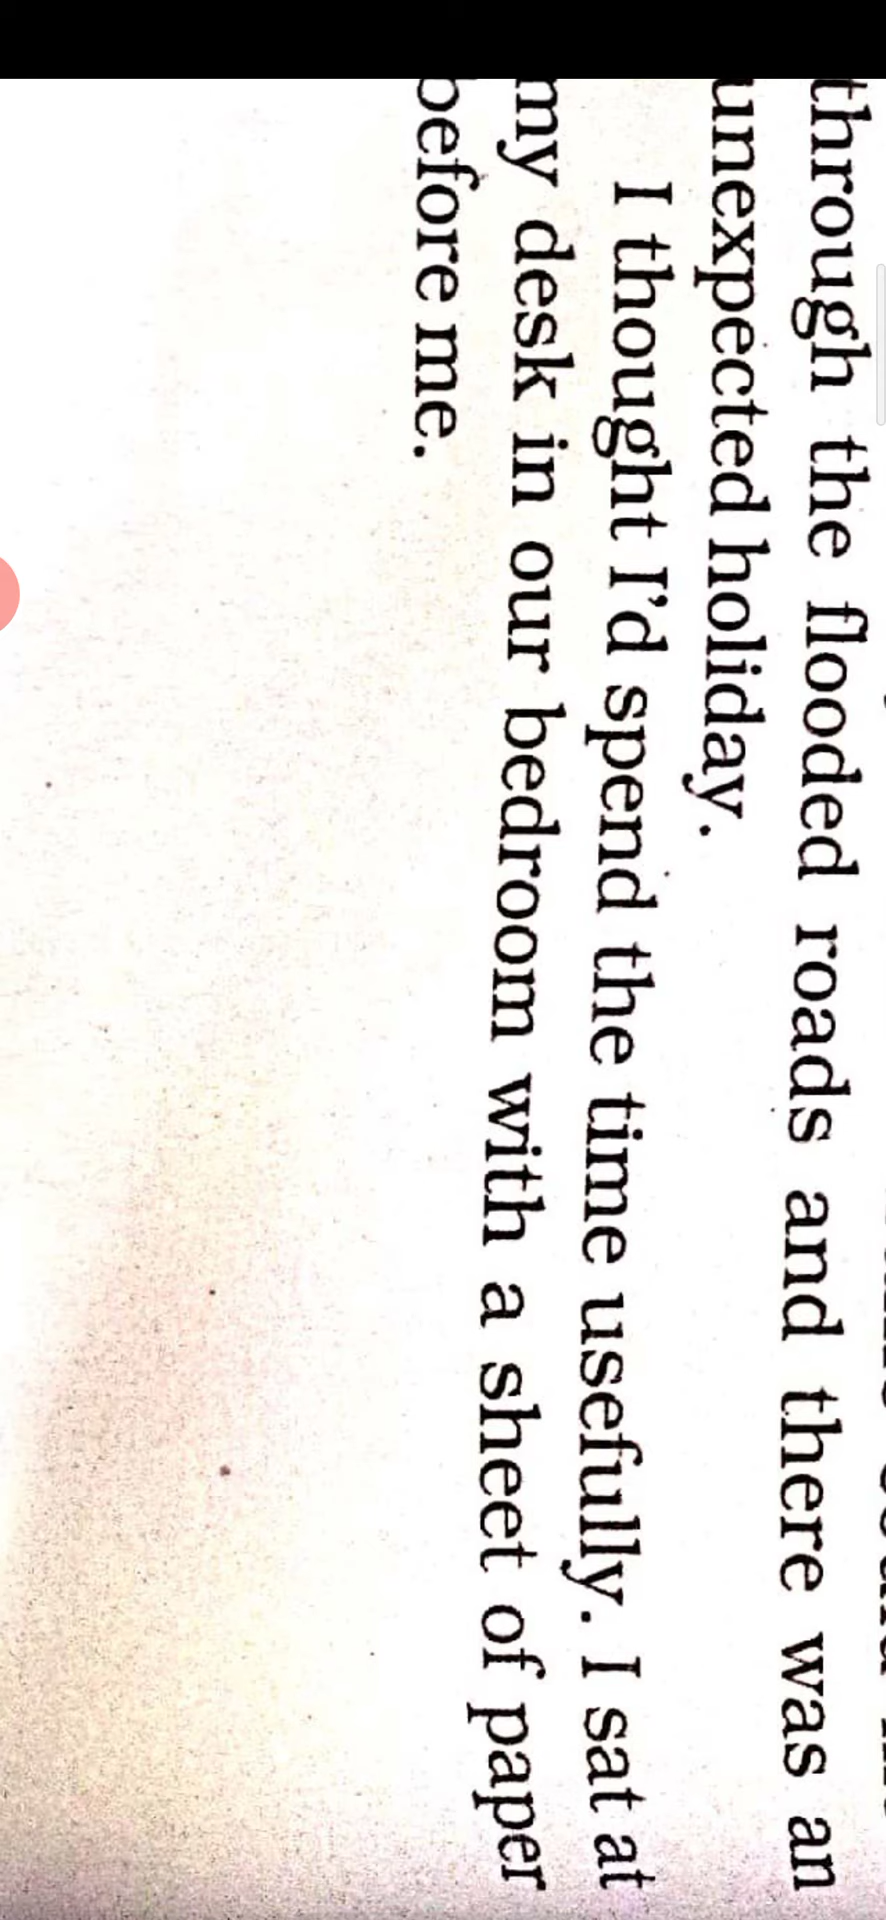 through the flooded roads and there was an
unexpected holiday.
I thought I'd spend the time usefully. I sat at
my desk in our bedroom with a sheet of paper
before me.